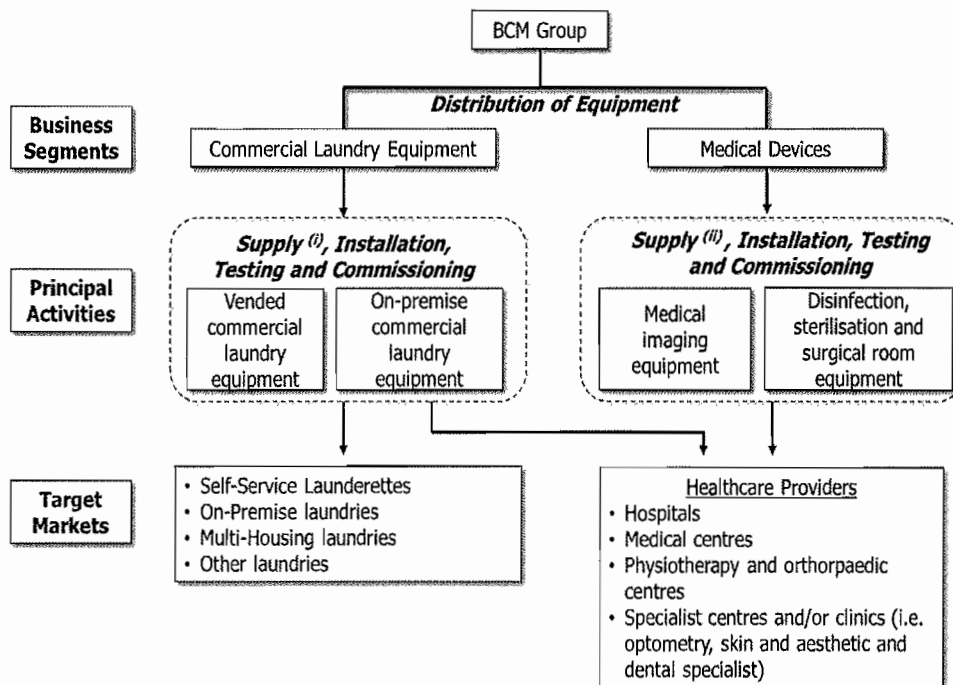 BCM Group
Distribution of Equipment
Business
Segments
Commercial Laundry Equipment
Medical Devices
Supply (i), Installation,
Testing and Commissioning
Supply (ii), Installation, Testing
and Commissioning
Principal
Activities
Vended
commercial
laundry
equipment
On-premise
commercial
laundry
equipment
Medical
imaging
equipment
Disinfection,
sterilisation and
surgical room
equipment
Target
Markets
• Self-Service Launderettes
• On-Premise laundries
• Multi-Housing laundries
• Other laundries
Healthcare Providers
• Hospitals
• Medical centres
• Physiotherapy and orthorpaedic
centres
• Specialist centres and/or clinics (i.e.
optometry, skin and aesthetic and
dental specialist)